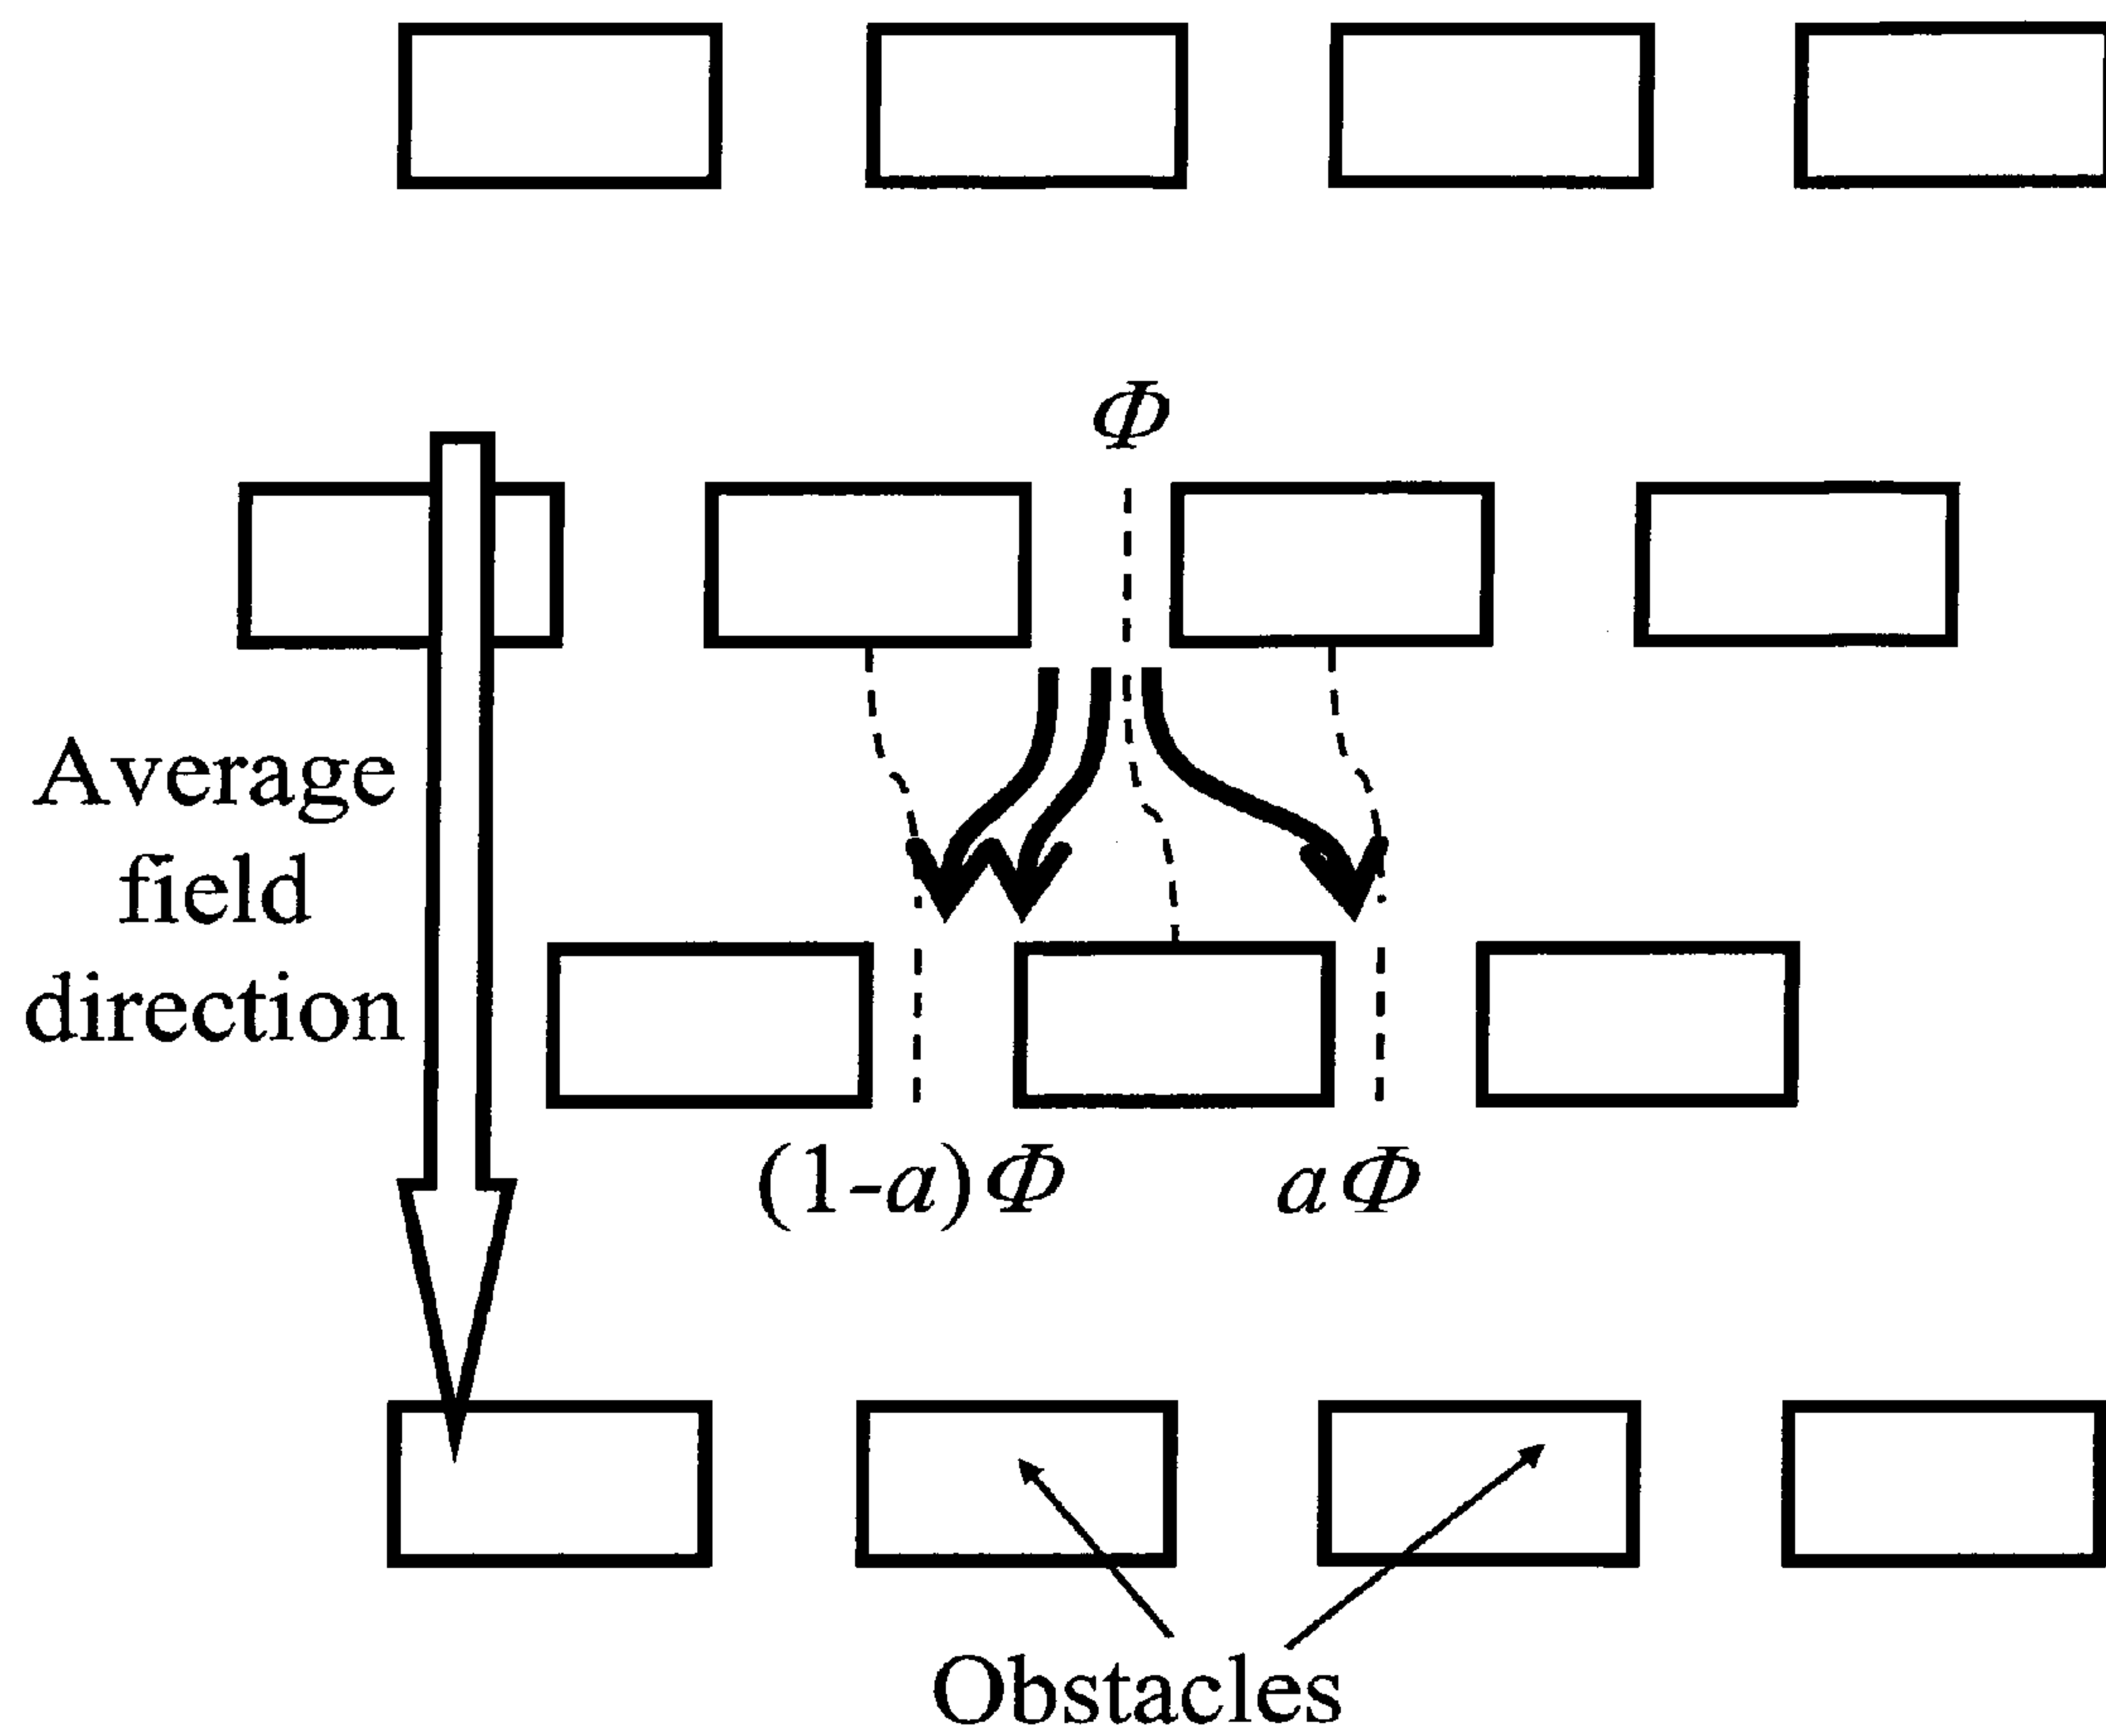 Φ
Average
field
direction
(1-a)Φ
aΦ
Obstacles